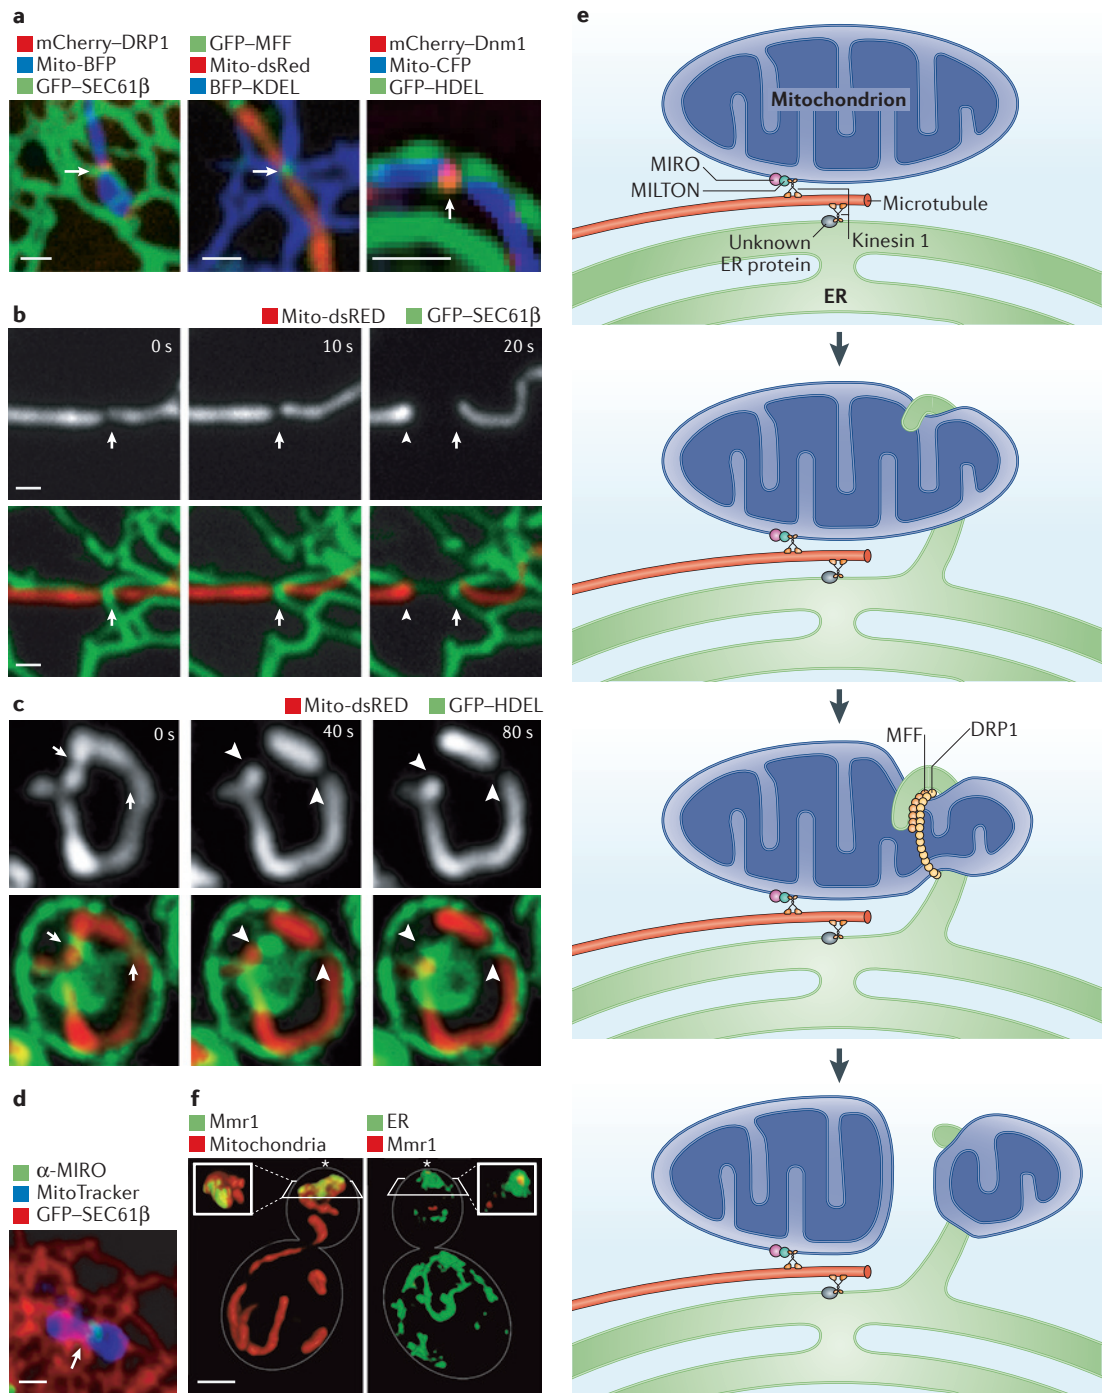 a
mCherry–DRP1
Mito-BFP
GFP–SEC61β
GFP–MFF
Mito-dsRed
BFP–KDEL
mCherry–Dnm1
Mito-CFP
GFP–HDEL
b
Mito-dsRED
GFP–SEC61β
0 s
10 s
20 s
c
Mito-dsRED
GFP–HDEL
0 s
40 s
80 s
d
α-MIRO
MitoTracker
GFP–SEC61β
f
Mmr1
Mitochondria
ER
Mmr1
*
*
e
Mitochondrion
MIRO
MILTON
Microtubule
Unknown
ER protein
Kinesin 1
ER
MFF
DRP1